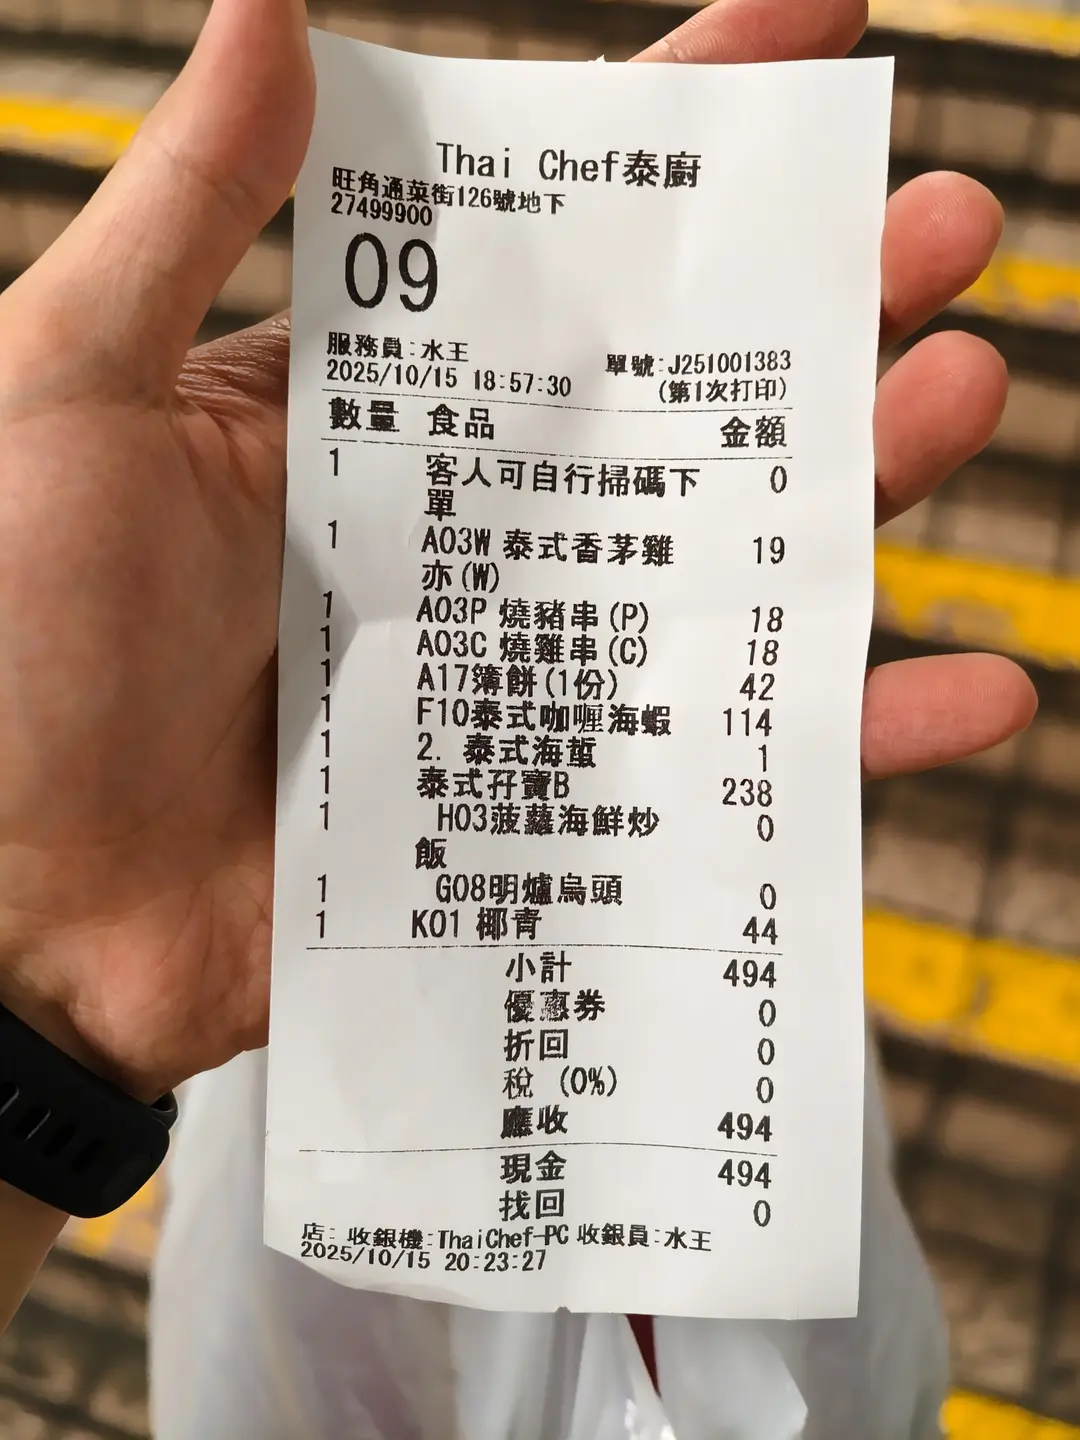 Thai Chef泰廚
旺角通菜街126號地下
27499900
09
服務員:水王 單號:J251001383
2025/10/15 18:57:30 (第1次打印)
數量 食品 金額
1 客人可自行掃碼下 0
單
1 A03W 泰式香茅雞 19
亦(W)
1 A03P 燒豬串(P) 18
1 A03C 燒雞串(C) 18
1 A17薄餅(1份) 42
1 F10泰式咖喱海蝦 114
1 2. 泰式海蜇 1
1 泰式孖寶B 238
1 H03菠蘿海鮮炒 0
飯
1 G08明爐烏頭 0
1 K01 椰青 44
小計 494
優惠券 0
折回 0
稅 (0%) 0
應收 494
現金 494
找回 0
店: 收銀機:ThaiChef-PC 收銀員:水王
2025/10/15 20:23:27